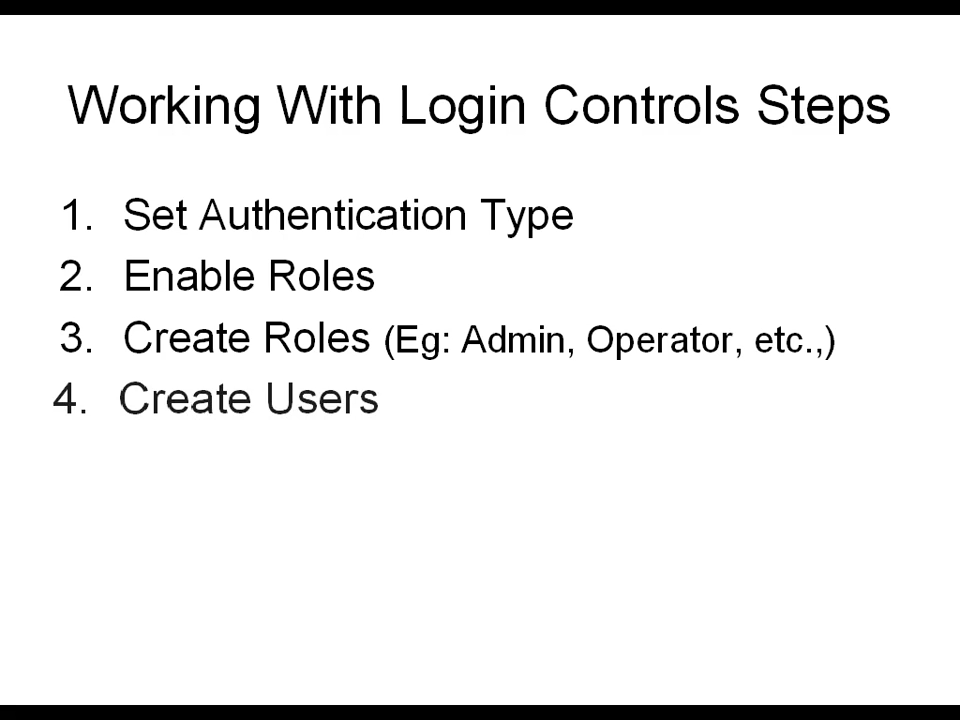 Working With Login Controls Steps
1. Set Authentication Type
2. Enable Roles
3. Create Roles (Eg: Admin, Operator, etc.,)
4. Create Users